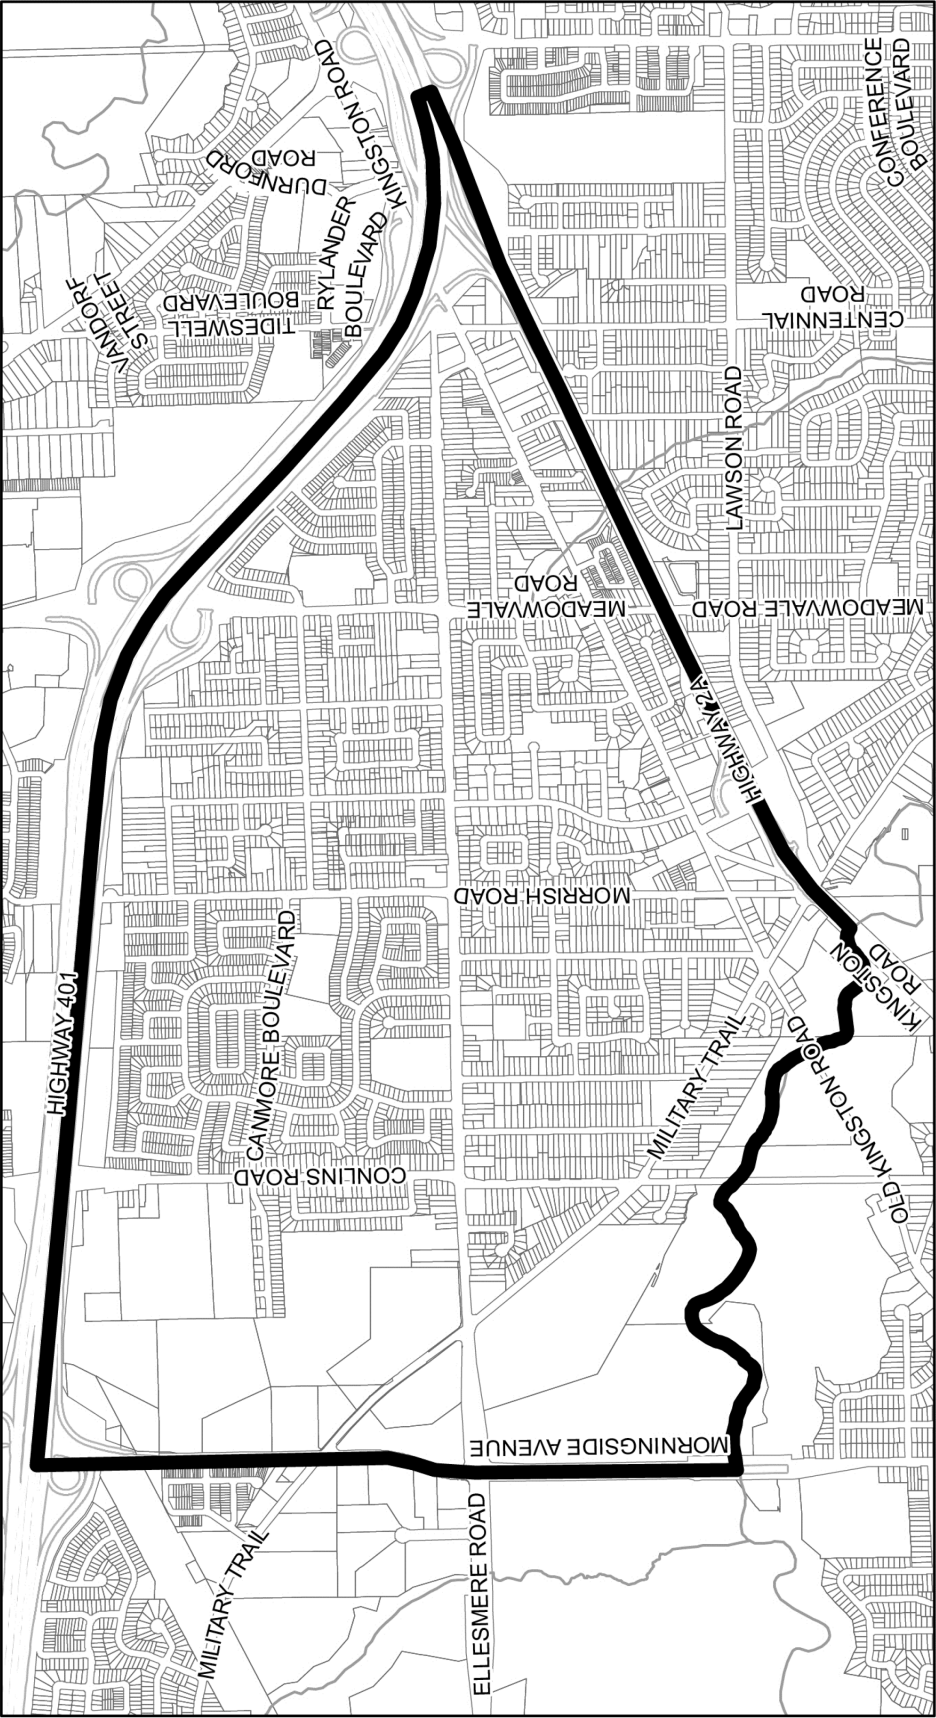 KINGSTON ROAD
CONFERENCE
BOULEVARD
DURNFORD
ROAD
RYLANDER
BOULEVARD
VANDORF
STREET
TIDESWELL
BOULEVARD
CENTENNIAL
ROAD
LAWSON ROAD
MEADOWVALE
ROAD
MEADOWVALE ROAD
HIGHWAY 2A
MORRISH ROAD
HIGHWAY 401
CANMORE BOULEVARD
KINGSTON
ROAD
MILITARY TRAIL
OLD KINGSTON ROAD
CONLINS ROAD
MORNINGSIDE AVENUE
ELLESMERE ROAD
MILITARY TRAIL